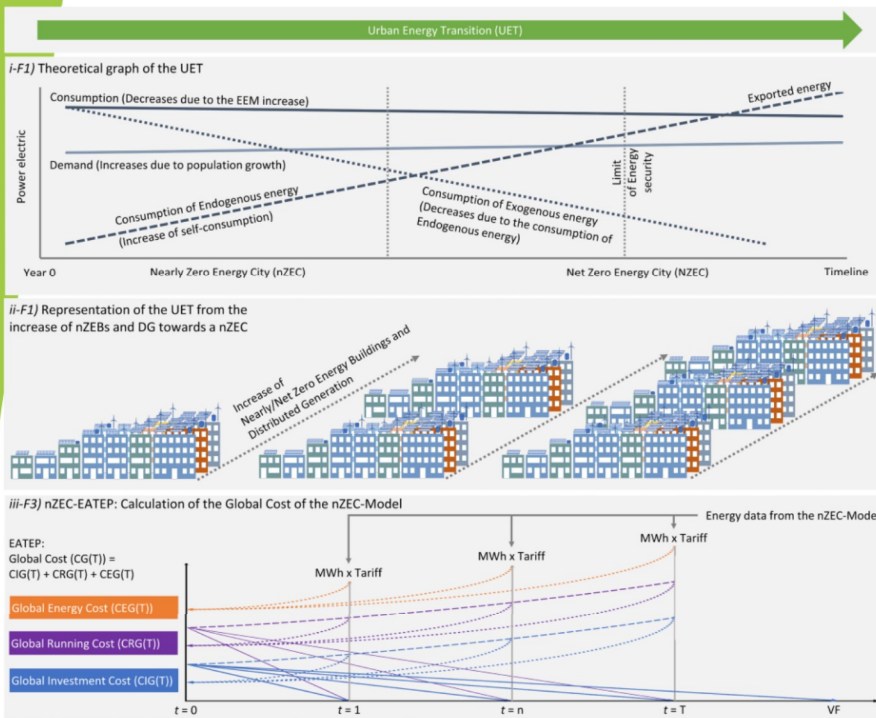 Urban Energy Transition (UET)
i-F1) Theoretical graph of the UET
Consumption (Decreases due to the EEM increase)
Exported energy
Power electric
Demand (Increases due to population growth)
Limit
of Energy
security
Consumption of Endogenous energy
(Increase of self-consumption)
Consumption of Exogenous energy
(Decreases due to the consumption of
Endogenous energy)
Year 0
Nearly Zero Energy City (nZEC)
Net Zero Energy City (NZEC)
Timeline
ii-F1) Representation of the UET from the
increase of nZEBs and DG towards a nZEC
Increase of
Nearly/Net Zero Energy Buildings and
Distributed Generation
iii-F3) nZEC-EATEP: Calculation of the Global Cost of the nZEC-Model
Energy data from the nZEC-Model
EATEP:
Global Cost (CG(T)) =
CIG(T) + CRG(T) + CEG(T)
MWh x Tariff
MWh x Tariff
MWh x Tariff
Global Energy Cost (CEG(T))
Global Running Cost (CRG(T))
Global Investment Cost (CIG(T))
t = 0
t = 1
t = n
t = T
VF